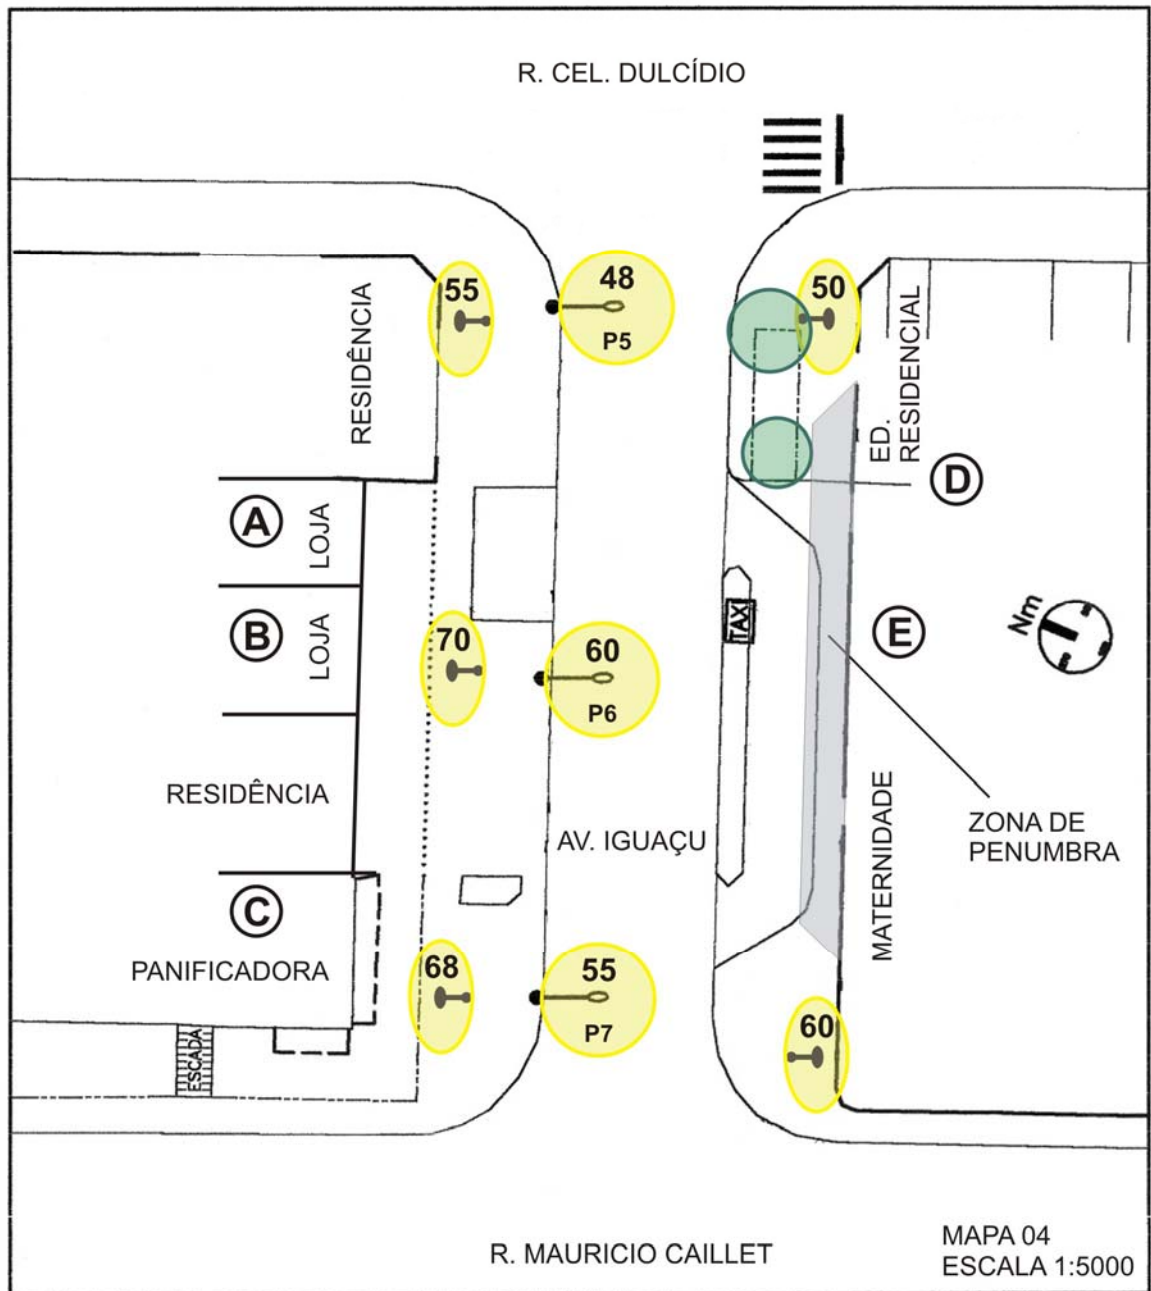 R. CEL. DULCÍDIO
55
48
P5
50
RESIDÊNCIA
ED.
RESIDENCIAL
D
A
LOJA
B
LOJA
TAXI
E
Nm
70
60
P6
RESIDÊNCIA
AV. IGUAÇU
MATERNIDADE
ZONA DE
PENUMBRA
C
PANIFICADORA
68
55
P7
60
ESCADA
R. MAURICIO CAILLET
MAPA 04
ESCALA 1:5000